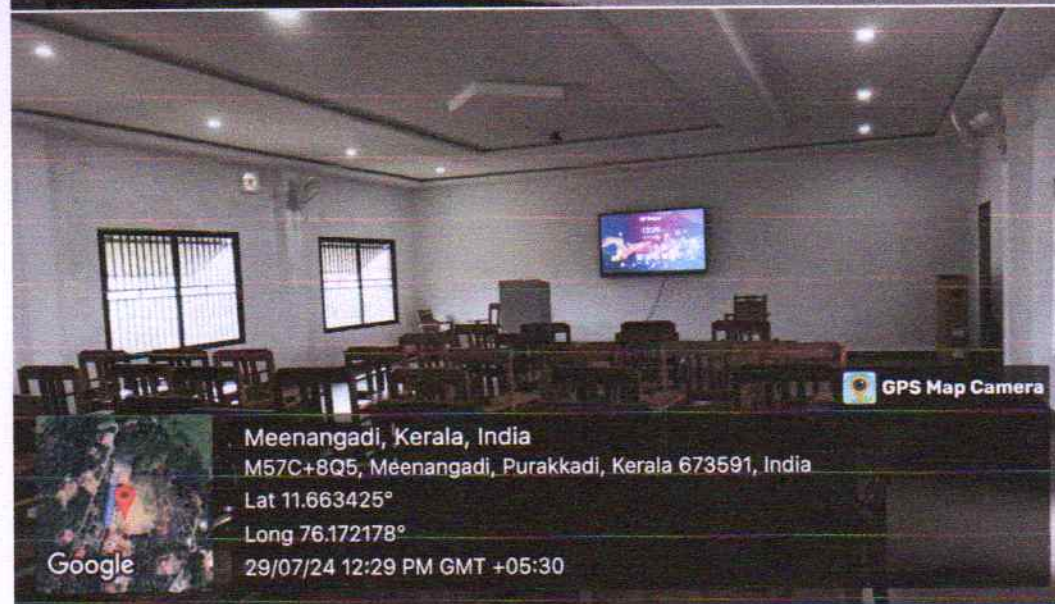 GPS Map Camera
Meenangadi, Kerala, India
M57C+8Q5, Meenangadi, Purakkadi, Kerala 673591, India
Lat 11.663425°
Long 76.172178°
29/07/24 12:29 PM GMT +05:30
Google